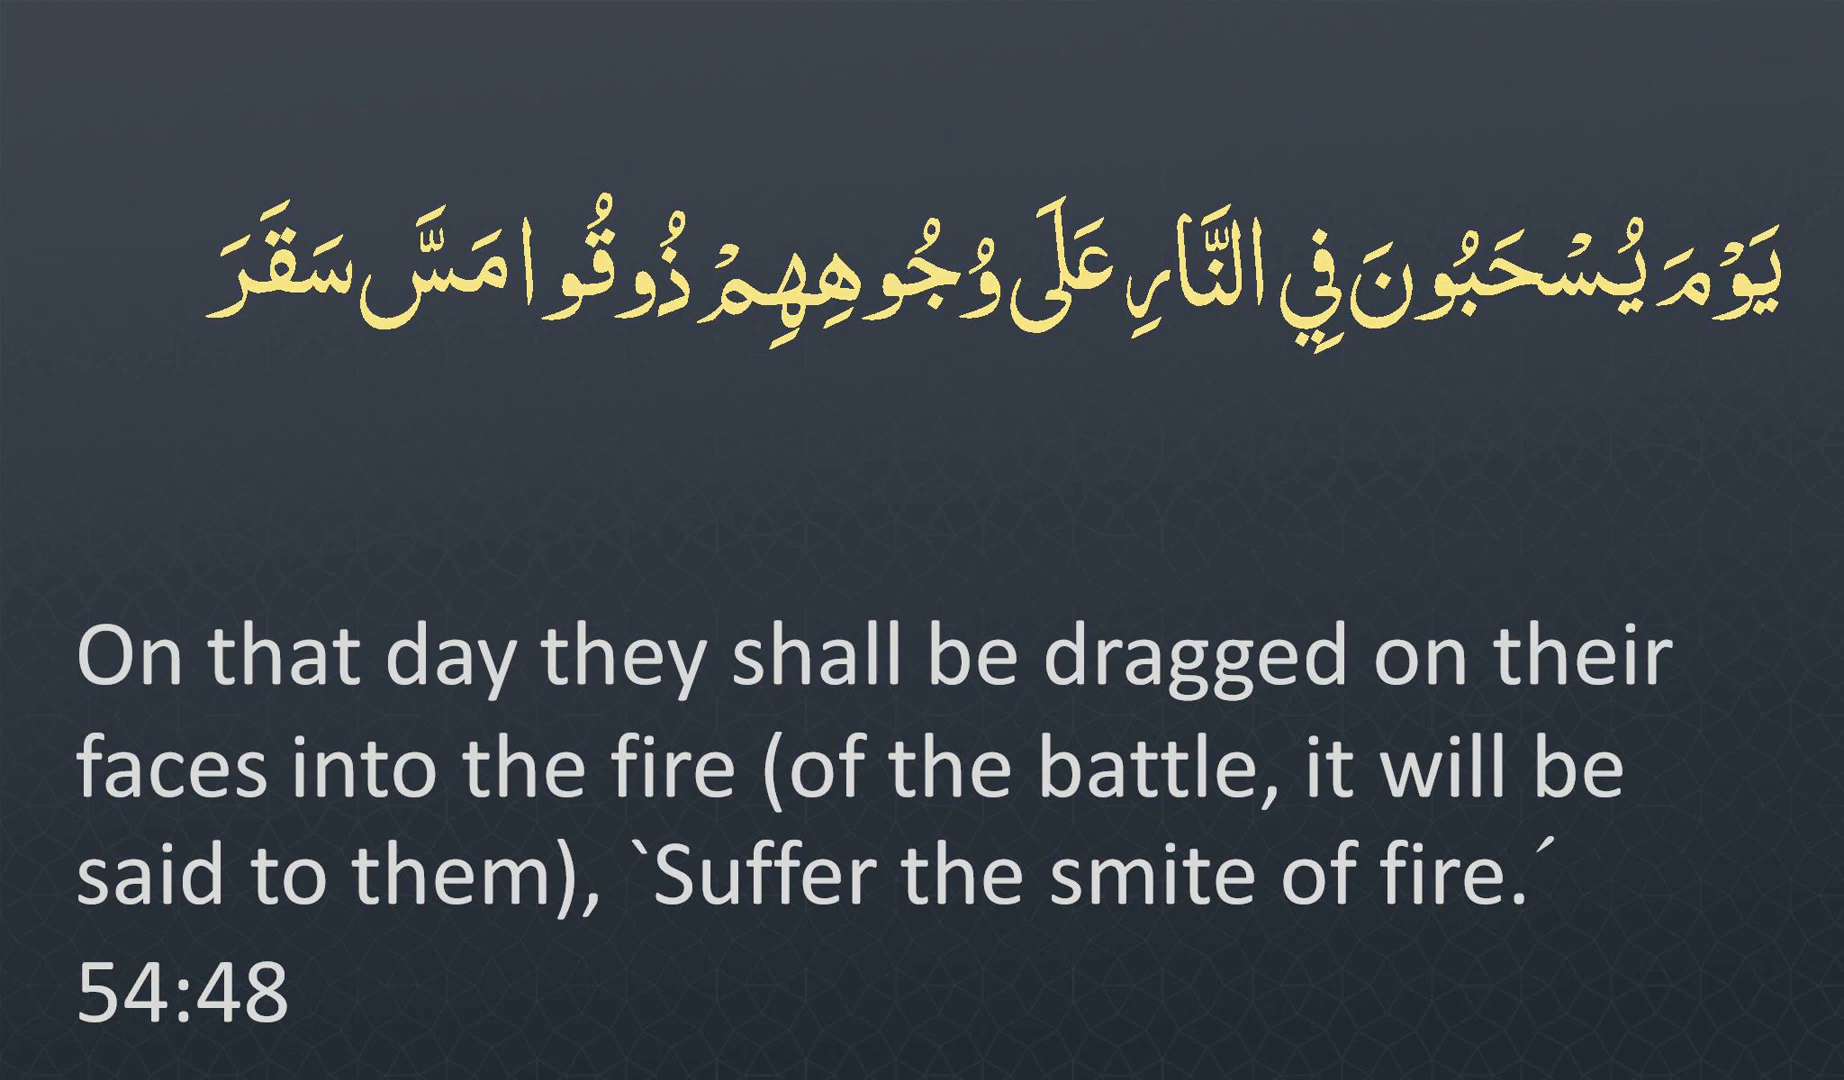 يَوْمَ يُسْحَبُونَ فِي النَّارِ عَلَى وُجُوهِهِمْ ذُوقُوا مَسَّ سَقَرَ
On that day they shall be dragged on their
faces into the fire (of the battle, it will be
said to them), `Suffer the smite of fire.´
54:48